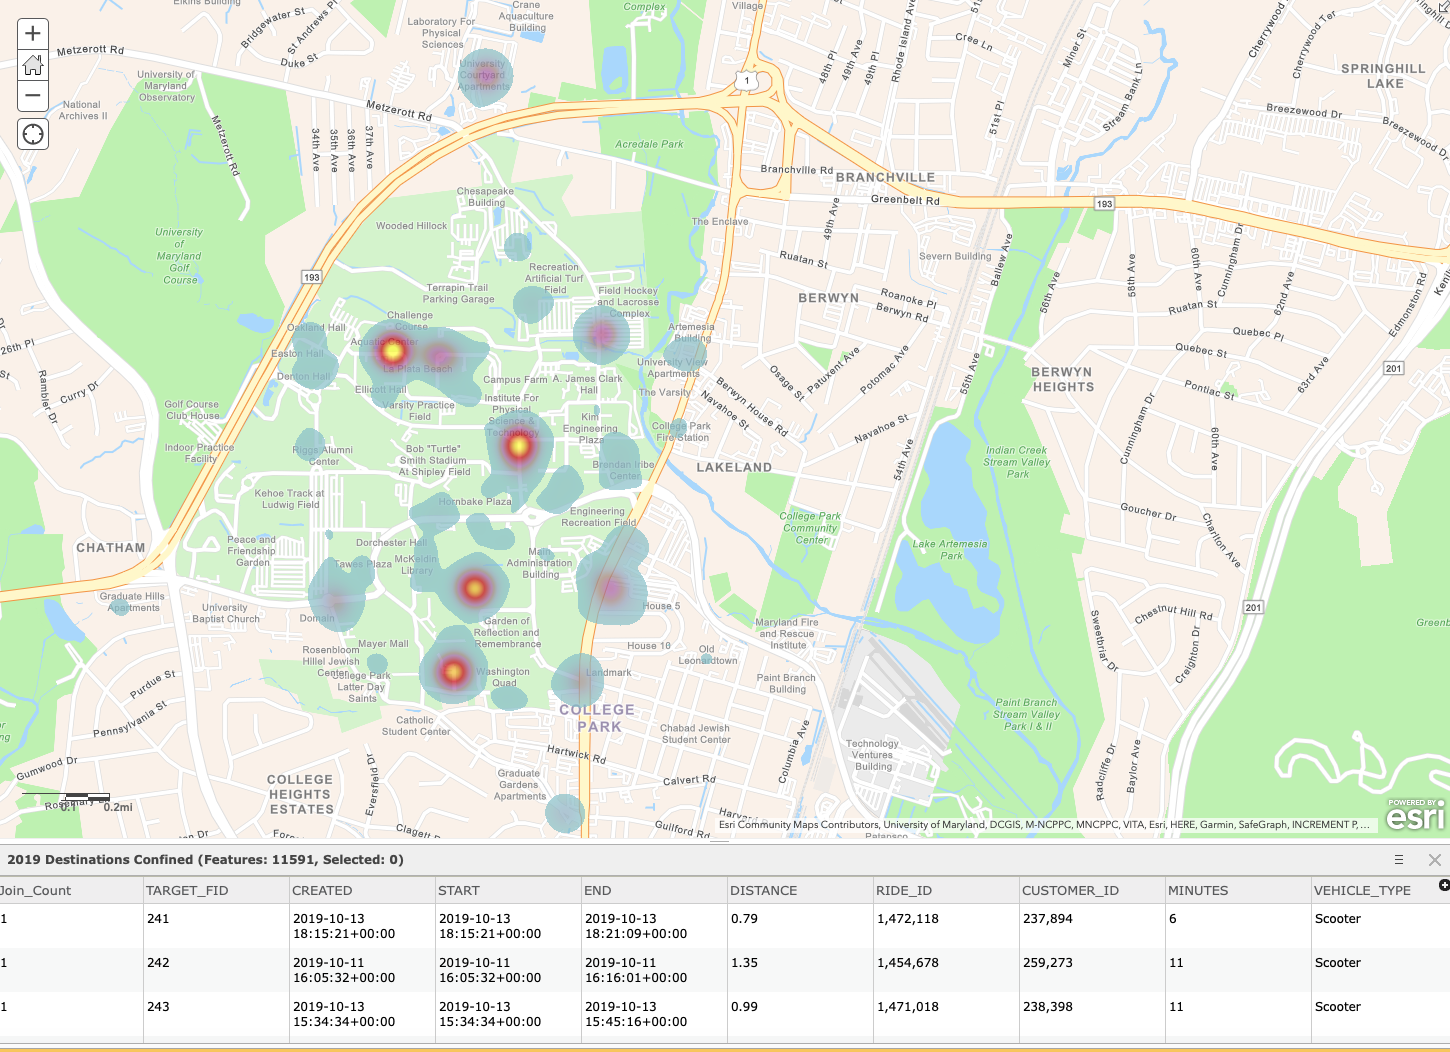 Elkins Building
Bridgewater St
St Andrews Pl
Duke St
Metzerott Rd
Laboratory For
Physical
Sciences
Crane
Aquaculture
Building
Complex
Village
1
48th Pl
49th Ave
49th Pl
Rhode Island Ave
Cree Ln
51st Pl
Miner St
Stream Bank Ln
Cherrywood
Cherrywood Ter
SPRINGHILL
LAKE
Breezewood Dr
Breezewood Dr
University of
Maryland
Observatory
National
Archives II
Metzerott Rd
Metzerott Rd
University
Courtyard
Apartments
34th Ave
35th Ave
36th Ave
37th Ave
Acredale Park
Branchville Rd
BRANCHVILLE
Greenbelt Rd
193
Chesapeake
Building
Wooded Hillock
The Enclave
49th Ave
Ruatan St
Severn Building
Ballew Ave
56th Ave
58th Ave
60th Ave
Cunningham Dr
62nd Ave
Edmonston Rd
University
of
Maryland
Golf
Course
193
Terrapin Trail
Parking Garage
Recreation
Artificial Turf
Field
Field Hockey
and Lacrosse
Complex
BERWYN
Roanoke Pl
Berwyn Rd
Ruatan St
Quebec Pl
Quebec St
Challenge
Course
Oakland Hall
Easton Hall
Denton Hall
Aquatic Center
La Plata Beach
Ellicott Hall
Varsity Practice
Field
Campus Farm
A. James Clark
Hall
Artemesia
Building
University View
Apartments
The Varsity
Berwyn House Rd
Navahoe St
Osage St
Patuxent Ave
Potomac Ave
Navahoe St
55th Ave
54th Ave
BERWYN
HEIGHTS
Pontiac St
63rd Ave
201
26th Pl
Curry Dr
Rambler Dr
Golf Course
Club House
Indoor Practice
Facility
Riggs Alumni
Center
Bob "Turtle"
Smith Stadium
At Shipley Field
Institute For
Physical
Science &
Technology
Kim
Engineering
Plaza
Brendan Iribe
Center
College Park
Fire Station
LAKELAND
Cunningham Dr
60th Ave
Indian Creek
Stream Valley
Park
Kehoe Track at
Ludwig Field
Hornbake Plaza
Engineering
Recreation Field
College Park
Community
Center
Goucher Dr
Charlton Ave
Lake Artemesia
Park
CHATHAM
Peace and
Friendship
Garden
Dorchester Hall
Tawes Plaza
McKeldin
Library
Main
Administration
Building
Graduate Hills
Apartments
University
Baptist Church
Domain
House 5
201
Chestnut Hill Rd
Sweetbriar Dr
Creighton Dr
Greenb
Mayer Mall
Garden of
Reflection and
Remembrance
Maryland Fire
and Rescue
Institute
House 10
Old
Leonardtown
Rosenbloom
Hillel Jewish
Center
College Park
Latter Day
Saints
Washington
Quad
Landmark
Paint Branch
Building
Purdue St
Pennsylvania St
COLLEGE
PARK
Paint Branch
Stream Valley
Park I & II
Catholic
Student Center
Chabad Jewish
Student Center
Columbia Ave
Technology
Ventures
Building
Radcliffe Dr
Baylor Ave
Gumwood Dr
Hartwick Rd
Calvert Rd
COLLEGE
HEIGHTS
ESTATES
Eversfield Dr
Graduate
Gardens
Apartments
0.1
0.2mi
Clagett
Guilford Rd
POWERED BY
esri
Esri Community Maps Contributors, University of Maryland, DCGIS, M-NCPPC, MNCPPC, VITA, Esri, HERE, Garmin, SafeGraph, INCREMENT P, ...
2019 Destinations Confined (Features: 11591, Selected: 0)
Join_Count TARGET_FID CREATED START END DISTANCE RIDE_ID CUSTOMER_ID MINUTES VEHICLE_TYPE
1 241 2019-10-13 2019-10-13 2019-10-13 0.79 1,472,118 237,894 6 Scooter
18:15:21+00:00 18:15:21+00:00 18:21:09+00:00
1 242 2019-10-11 2019-10-11 2019-10-11 1.35 1,454,678 259,273 11 Scooter
16:05:32+00:00 16:05:32+00:00 16:16:01+00:00
1 243 2019-10-13 2019-10-13 2019-10-13 0.99 1,471,018 238,398 11 Scooter
15:34:34+00:00 15:34:34+00:00 15:45:16+00:00